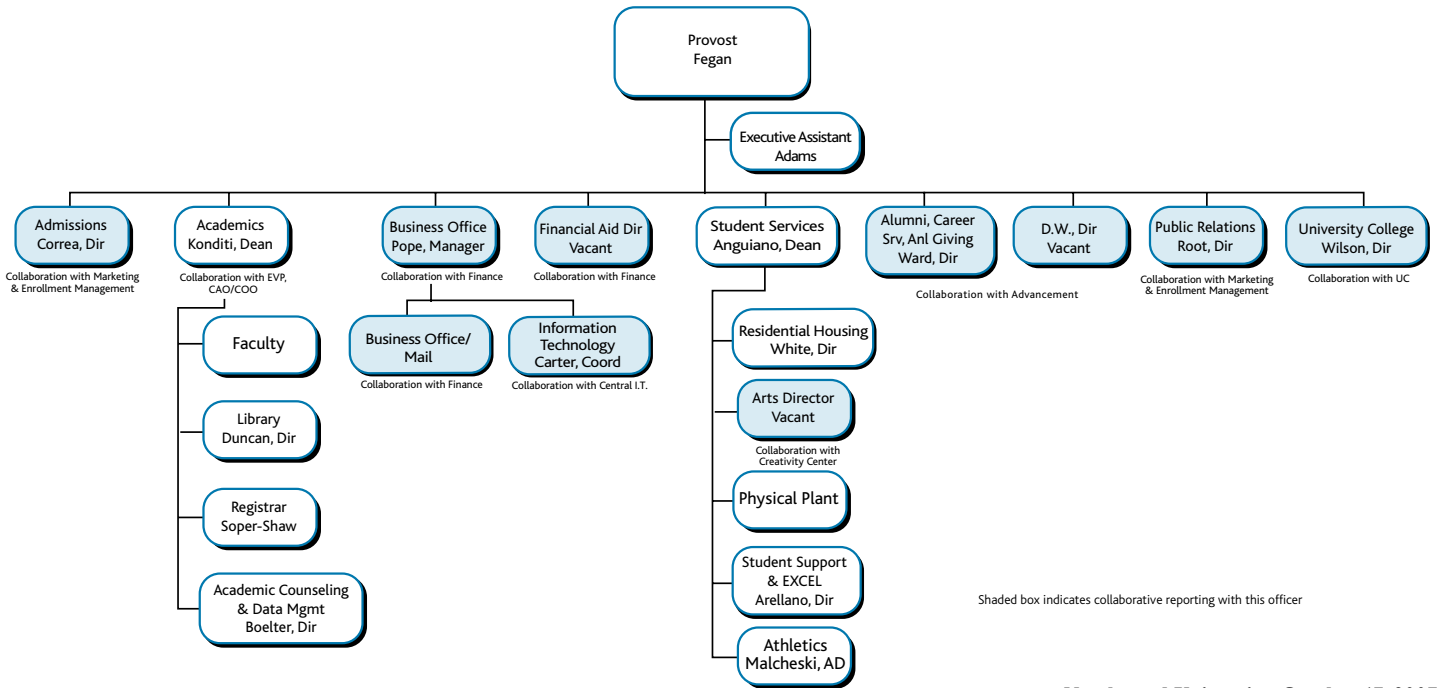 Provost
Fegan
Executive Assistant
Adams
Admissions
Correa, Dir
Collaboration with Marketing
& Enrollment Management
Academics
Konditi, Dean
Collaboration with EVP,
CAO/COO
Business Office
Pope, Manager
Collaboration with Finance
Financial Aid Dir
Vacant
Collaboration with Finance
Student Services
Anguiano, Dean
Alumni, Career
Srv, Anl Giving
Ward, Dir
D.W., Dir
Vacant
Collaboration with Advancement
Public Relations
Root, Dir
Collaboration with Marketing
& Enrollment Management
University College
Wilson, Dir
Collaboration with UC
Faculty
Library
Duncan, Dir
Registrar
Soper-Shaw
Academic Counseling
& Data Mgmt
Boelter, Dir
Business Office/
Mail
Collaboration with Finance
Information
Technology
Carter, Coord
Collaboration with Central I.T.
Residential Housing
White, Dir
Arts Director
Vacant
Collaboration with
Creativity Center
Physical Plant
Student Support
& EXCEL
Arellano, Dir
Athletics
Malcheski, AD
Shaded box indicates collaborative reporting with this officer